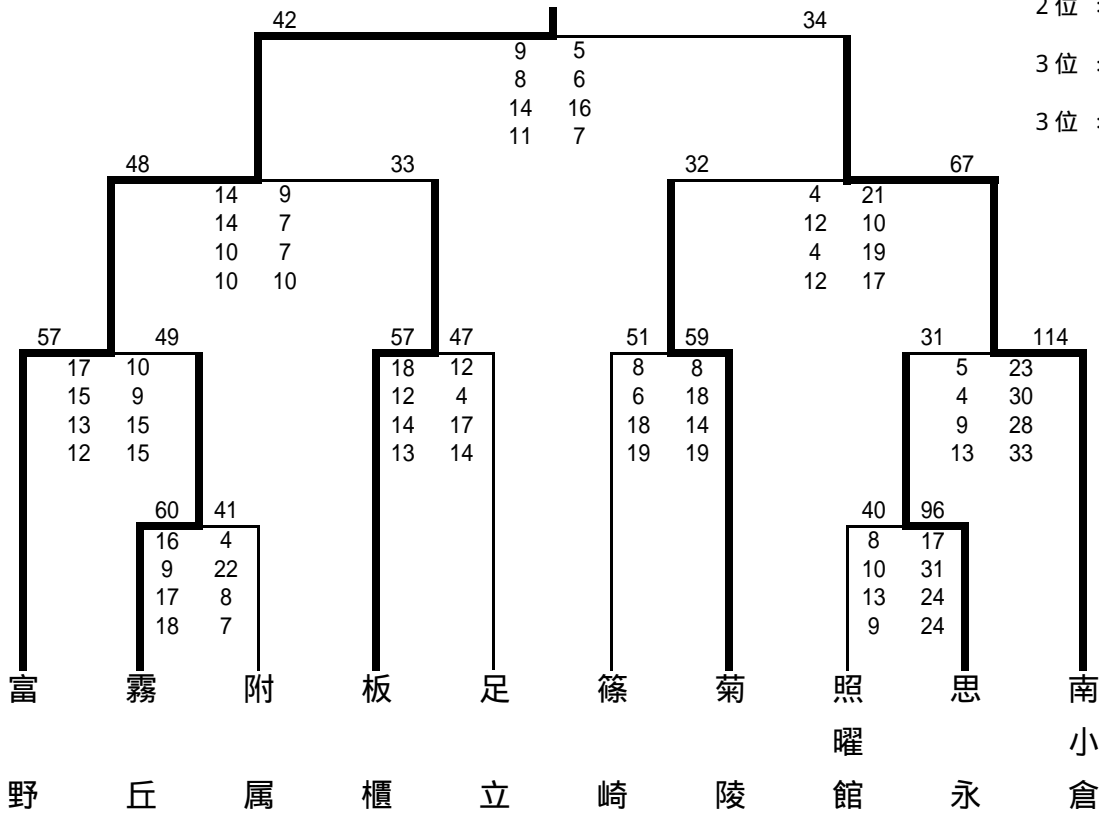 2位
42 34
9 5
3位
8 6
14 16
3位
11 7
48 33 32 67
14 9 4 21
14 7 12 10
10 7 4 19
10 10 12 17
57 49 57 47 51 59 31 114
17 10 18 12 8 8 5 23
15 9 12 4 6 18 4 30
13 15 14 17 18 14 9 28
12 15 13 14 19 19 13 33
60 41 40 96
16 4 8 17
9 22 10 31
17 8 13 24
18 7 9 24
富野
霧丘
附属
板櫃
足立
篠崎
菊陵
照曜館
思永
南小倉